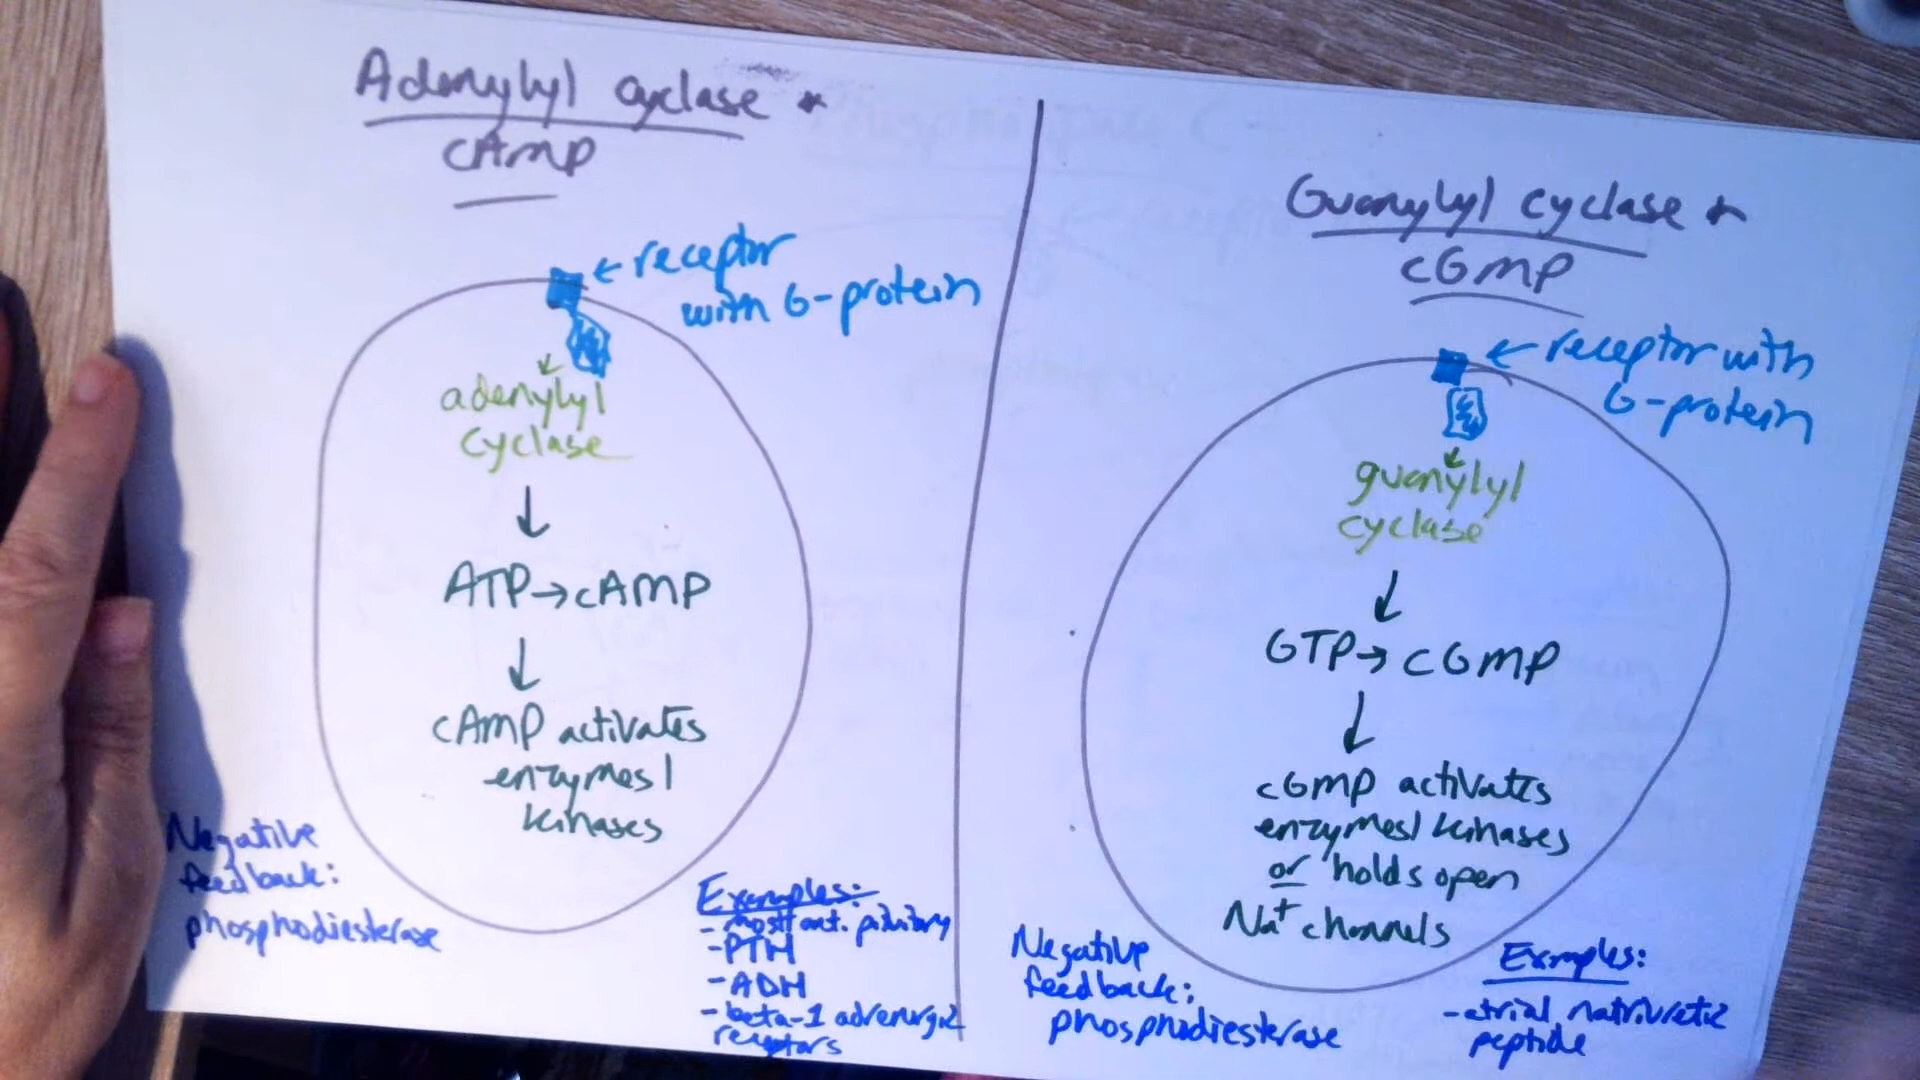 Adenylyl cyclase +
cAMP
← receptor
with G-protein
adenylyl
cyclase
↓
ATP → cAMP
↓
cAMP activates
enzymes/
kinases
Negative
feedback:
phosphodiesterase
Examples:
- most ant. pituitary
- PTH
- ADH
- beta-1 adrenergic
receptors
Guanylyl cyclase +
cGMP
← receptor with
G-protein
guanylyl
cyclase
↓
GTP → cGMP
↓
cGMP activates
enzymes/kinases
or holds open
Na+ channels
Negative
feedback:
phosphodiesterase
Examples:
- atrial natriuretic
peptide